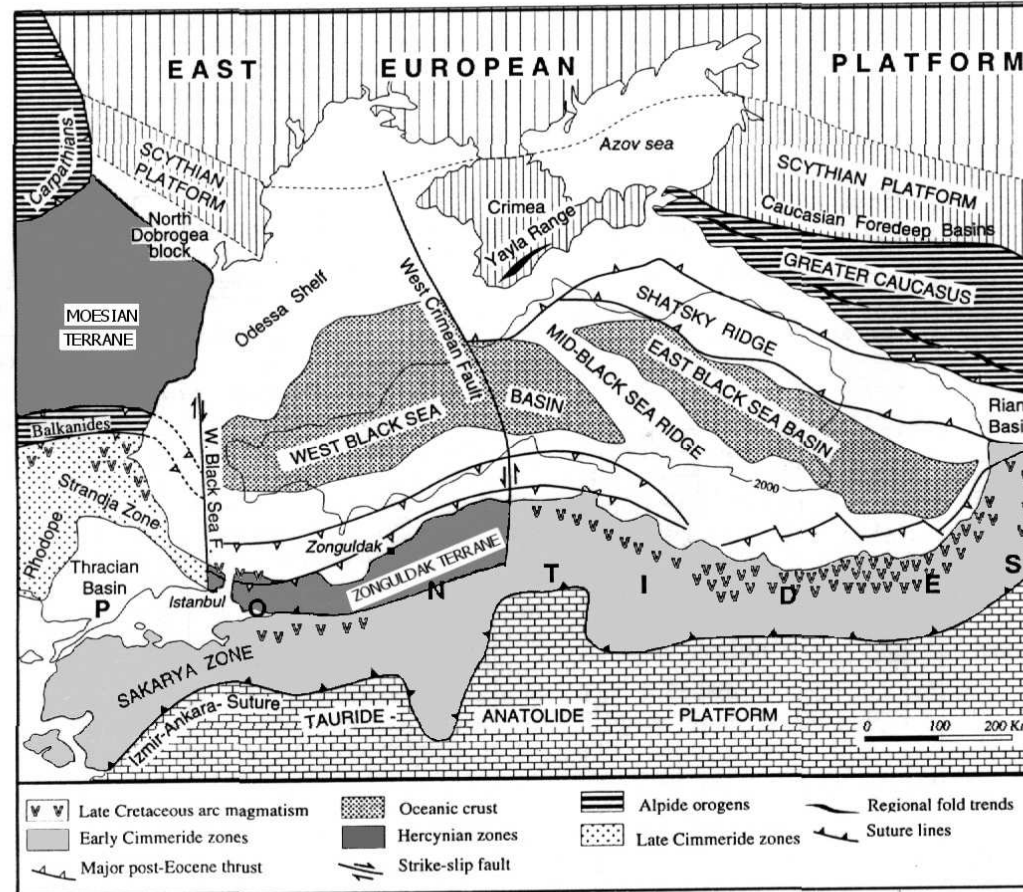 EAST EUROPEAN PLATFORM
Azov sea
Carpathians
SCYTHIAN
PLATFORM
SCYTHIAN PLATFORM
Crimea
Caucasian Foredeep Basins
North
Dobrogea
block
Yayla Range
GREATER CAUCASUS
Odessa Shelf
West Crimean Fault
SHATSKY RIDGE
MOESIAN
TERRANE
MID-BLACK SEA RIDGE
EAST BLACK SEA BASIN
BASIN
WEST BLACK SEA
Rian
Basi
Balkanides
W Black Sea F
Strandja Zone
2000
Rhodope
Zonguldak
ZONGULDAK TERRANE
Thracian
Basin
Istanbul
P O N T I D E S
SAKARYA ZONE
Izmir-Ankara-Suture
TAURIDE - ANATOLIDE PLATFORM
0 100 200 K
Late Cretaceous arc magmatism
Oceanic crust
Alpide orogens
Regional fold trends
Early Cimmeride zones
Hercynian zones
Late Cimmeride zones
Suture lines
Major post-Eocene thrust
Strike-slip fault